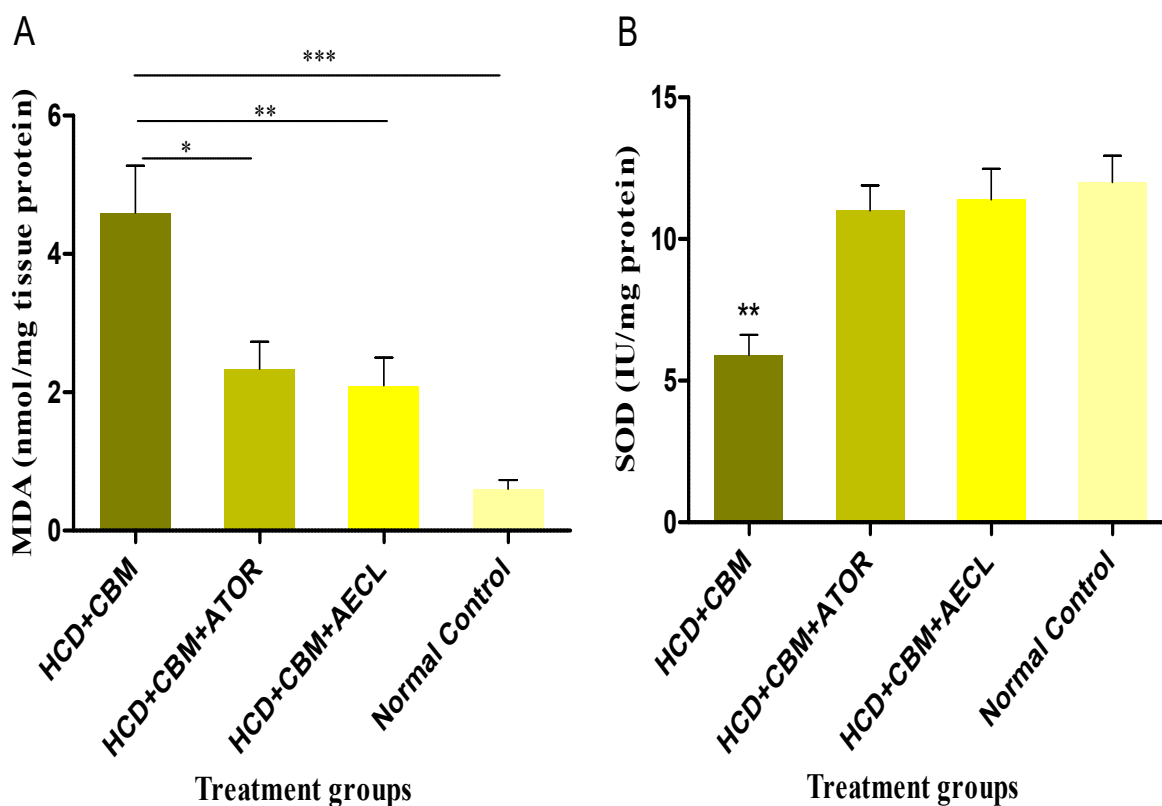 A
MDA (nmol/mg tissue protein)
6
4
2
0
***
**
*
HCD+CBM
HCD+CBM+ATOR
HCD+CBM+AECL
Normal Control
Treatment groups
B
SOD (IU/mg protein)
15
10
5
0
**
HCD+CBM
HCD+CBM+ATOR
HCD+CBM+AECL
Normal Control
Treatment groups